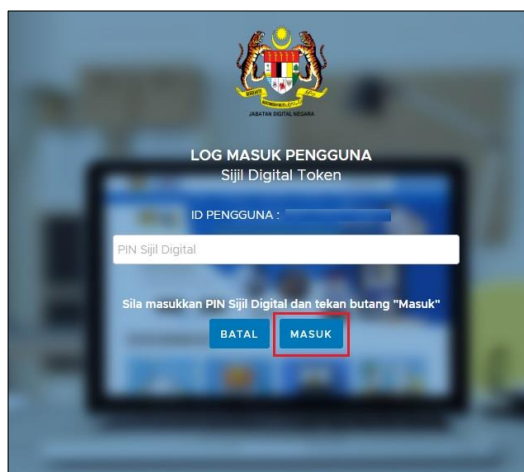 JABATAN DIGITAL NEGARA
LOG MASUK PENGGUNA
Sijil Digital Token
ID PENGGUNA :
PIN Sijil Digital
Sila masukkan PIN Sijil Digital dan tekan butang "Masuk"
BATAL MASUK